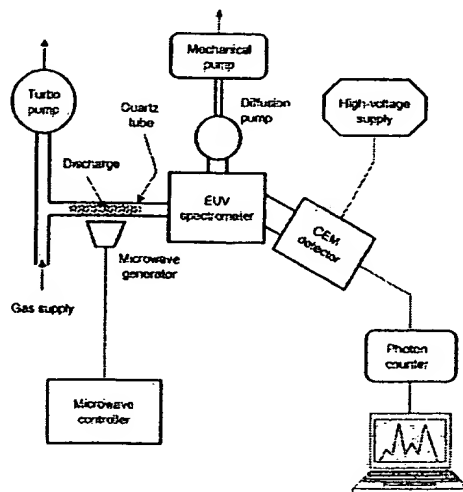 Mechanical
pump
Turbo
pump
Quartz
tube
Diffusion
pump
High-voltage
supply
Discharge
EUV
spectrometer
CEM
detector
Microwave
generator
Gas supply
Photon
counter
Microwave
controller